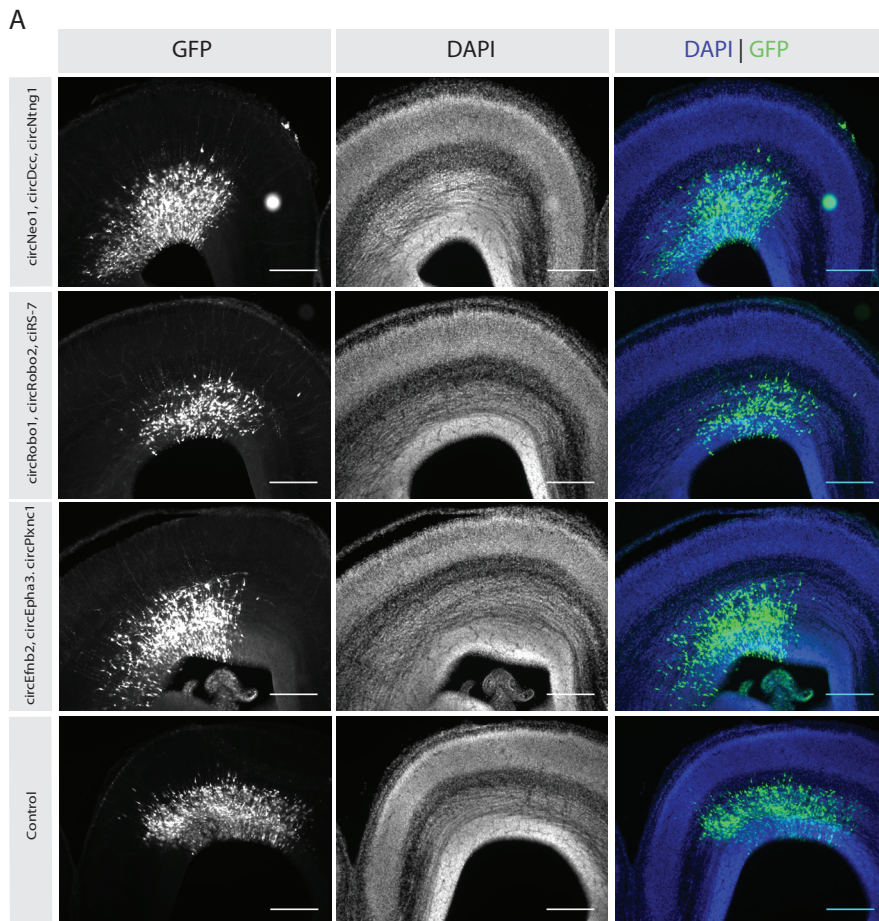 A
GFP
DAPI
DAPI | GFP
circNeo1, circDcc, circNtng1
circRobo1, circRobo2, ciRS-7
circEfnb2, circEpha3. circPlxnc1
Control